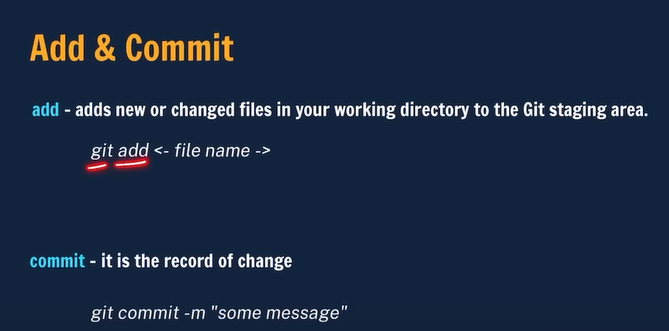 Add & Commit
add - adds new or changed files in your working directory to the Git staging area.
git add <- file name ->
commit - it is the record of change
git commit -m "some message"